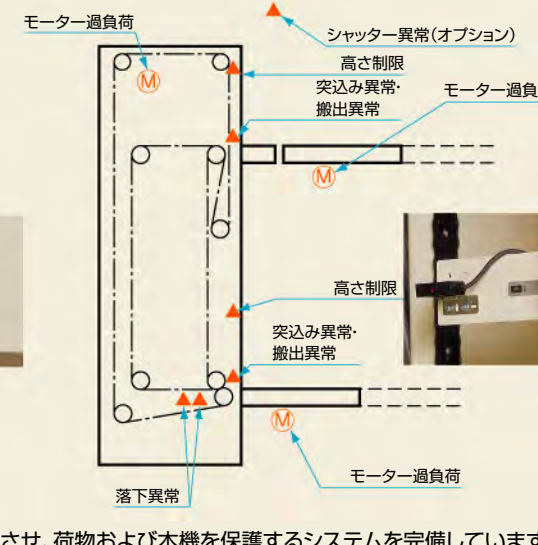 モーター過負荷
シャッター異常（オプション）
高さ制限
突込み異常・
搬出異常
モーター過負
M
M
高さ制限
突込み異常・
搬出異常
M
モーター過負荷
落下異常
させ、荷物および本機を保護するシステムを完備しています